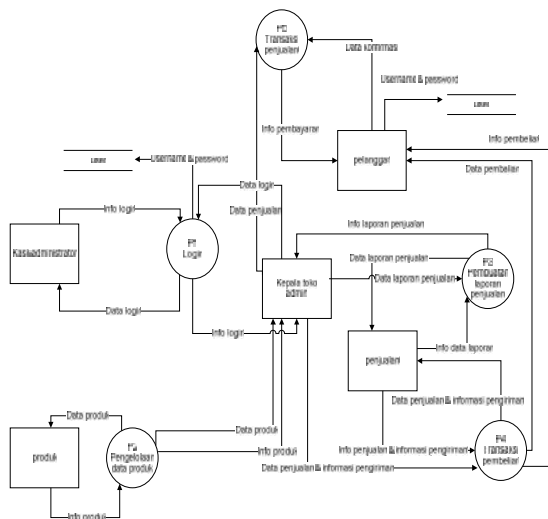 Transaksi
penjualan
Data konfirmasi
Username & password
user
Info pembayaran
Info pembelian
pelanggan
Data pembelian
user
Username & password
Data login
Data penjualan
Info login
Kasir/administrator
P1
Login
Data login
Info login
Info laporan penjualan
Data laporan penjualan
Kepala toko
admin
Data laporan penjualan
P3
Pembuatan
laporan
penjualan
penjualan
Info data laporan
Data penjualan & informasi pengiriman
Data produk
Data produk
Info produk
produk
Pengelolaan
data produk
Info produk
Info penjualan & informasi pengiriman
Data penjualan & informasi pengiriman
P4
Transaksi
pembelian